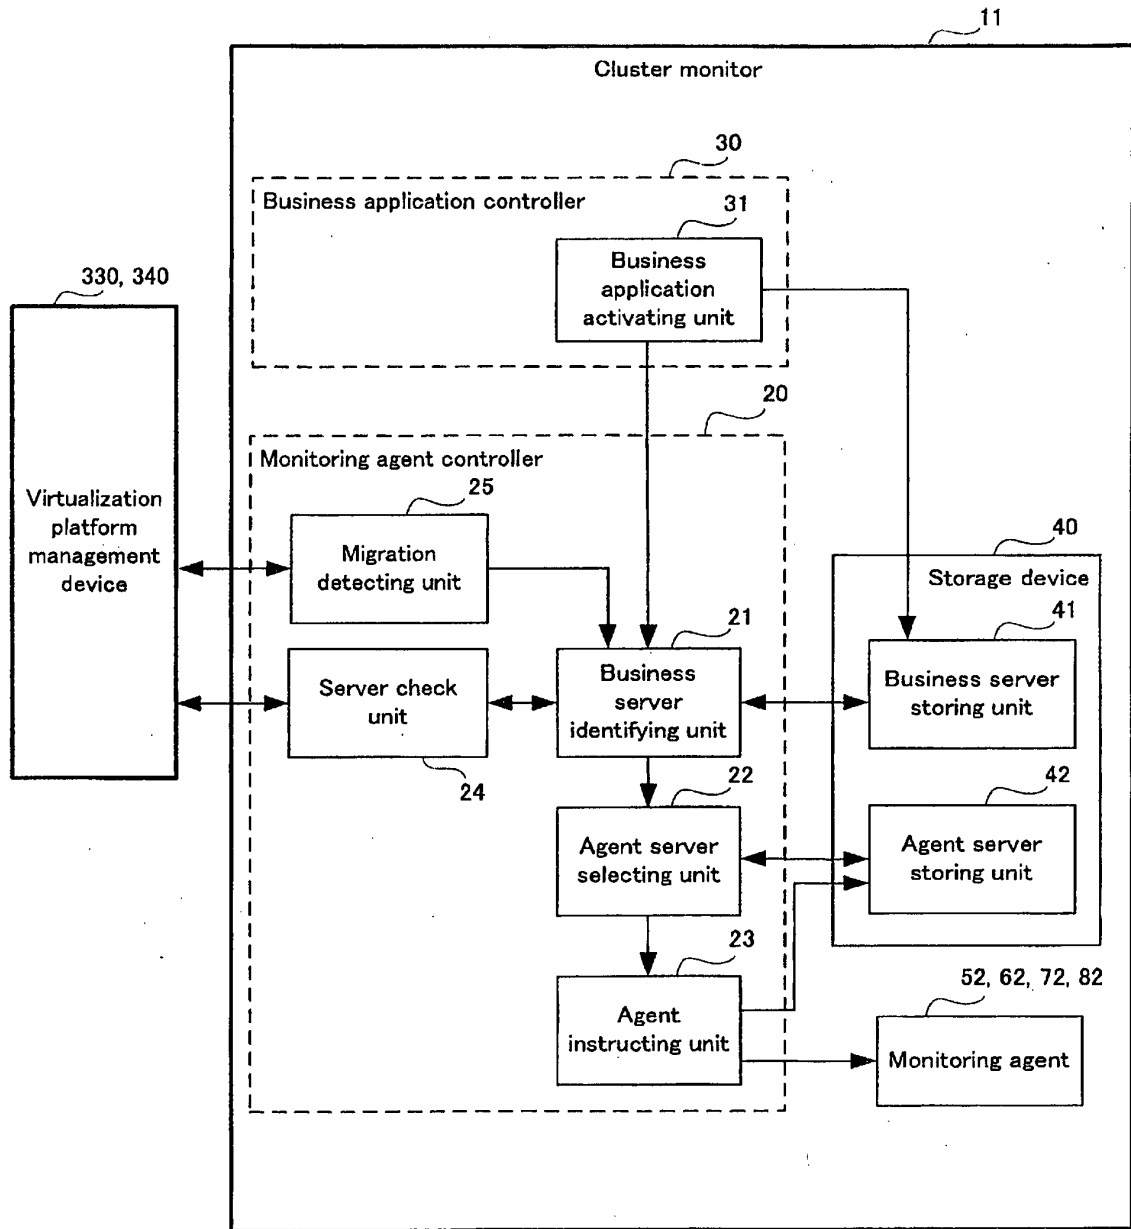 11
Cluster monitor
30
Business application controller
31
Business
application
activating unit
330, 340
Virtualization
platform
management
device
20
Monitoring agent controller
25
Migration
detecting unit
40
Storage device
21
41
Server check
unit
24
Business
server
identifying unit
Business server
storing unit
22
42
Agent server
selecting unit
Agent server
storing unit
23
Agent
instructing unit
52, 62, 72, 82
Monitoring agent